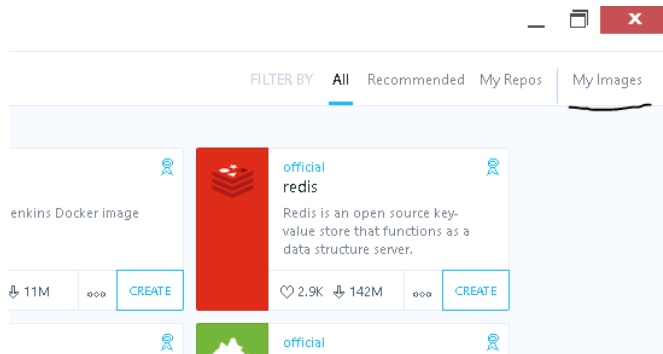 FILTER BY All Recommended My Repos My Images
enkins Docker image
11M CREATE
official
redis
Redis is an open source key-
value store that functions as a
data structure server.
2.9K 142M CREATE
official